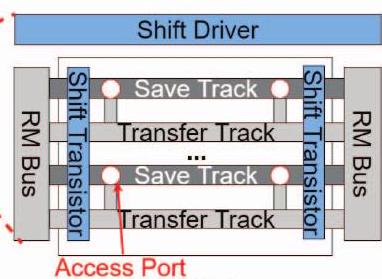 Shift Driver
RM Bus
Shift Transistor
Save Track
Transfer Track
...
Save Track
Transfer Track
Shift Transistor
RM Bus
Access Port